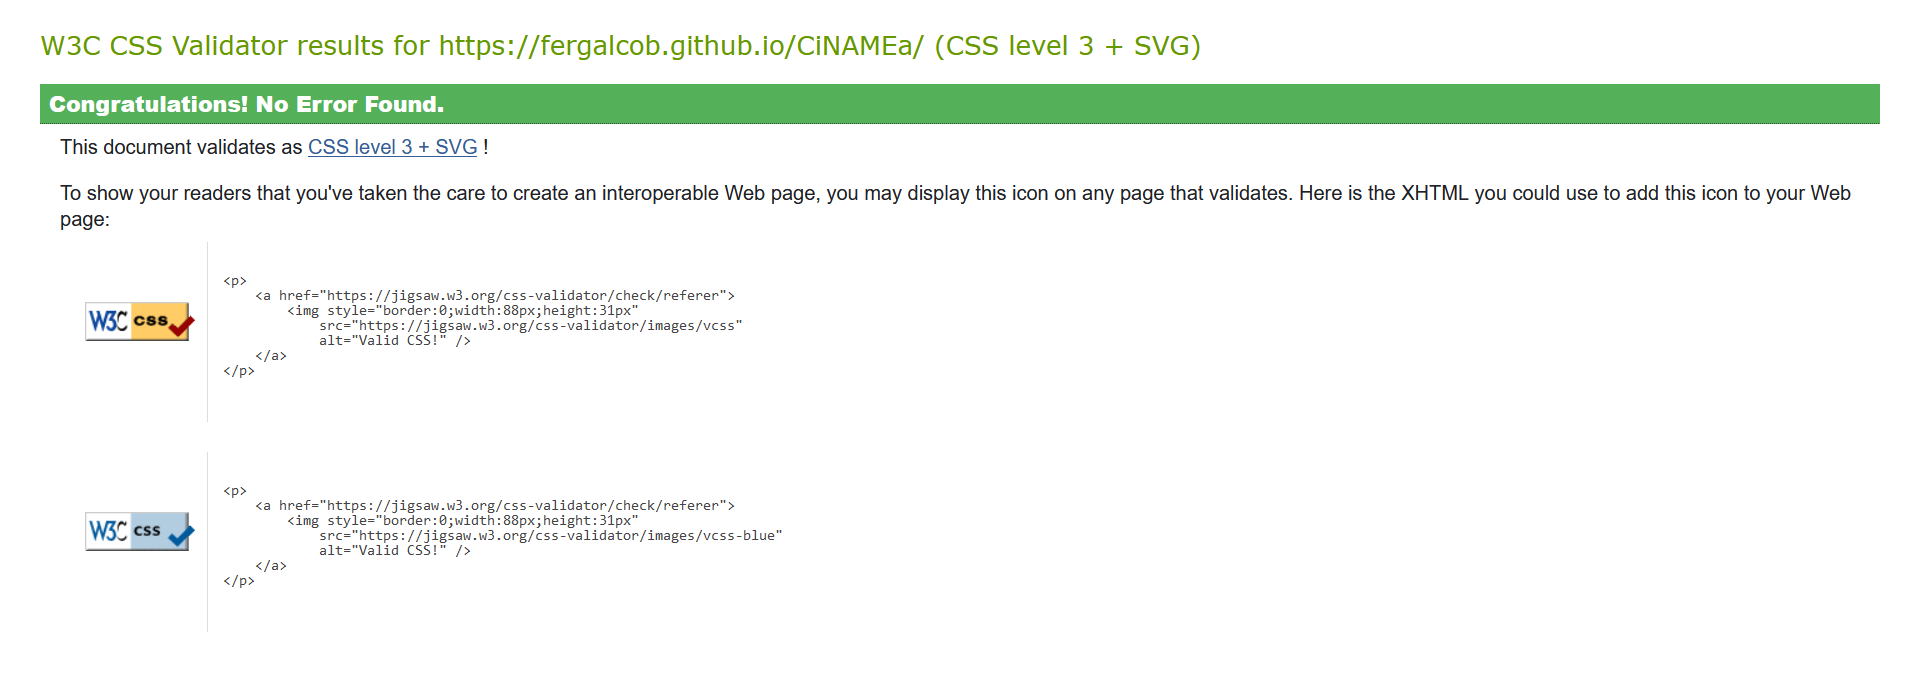 W3C CSS Validator results for https://fergalcob.github.io/CiNAMEa/ (CSS level 3 + SVG)
Congratulations! No Error Found.
This document validates as CSS level 3 + SVG !
To show your readers that you've taken the care to create an interoperable Web page, you may display this icon on any page that validates. Here is the XHTML you could use to add this icon to your Web
page:
<p>
<a href="https://jigsaw.w3.org/css-validator/check/referer">
<img style="border:0;width:88px;height:31px"
src="https://jigsaw.w3.org/css-validator/images/vcss"
alt="Valid CSS!" />
</a>
</p>
W3C css
<p>
<a href="https://jigsaw.w3.org/css-validator/check/referer">
<img style="border:0;width:88px;height:31px"
src="https://jigsaw.w3.org/css-validator/images/vcss-blue"
alt="Valid CSS!" />
</a>
</p>
W3C css